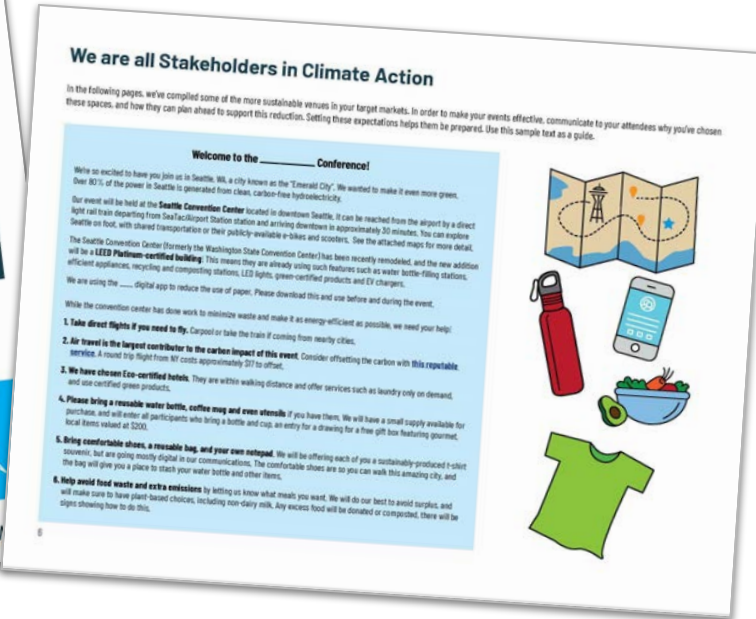 We are all Stakeholders in Climate Action
In the following pages, we've compiled some of the more sustainable venues in your target markets. In order to make your events effective, communicate to your attendees why you've chosen
these spaces, and how they can plan ahead to support this reduction. Setting these expectations helps them be prepared. Use this sample text as a guide.
Welcome to the __________ Conference!
We're so excited to have you join us in Seattle, WA, a city known as the "Emerald City". We wanted to make it even more green.
Over 80% of the power in Seattle is generated from clean, carbon-free hydroelectricity.
Our event will be held at the Seattle Convention Center located in downtown Seattle. It can be reached from the airport by a direct
light rail train departing from SeaTac/Airport Station station and arriving downtown in approximately 30 minutes. You can explore
Seattle on foot, with shared transportation or their publicly-available e-bikes and scooters. See the attached maps for more detail.
The Seattle Convention Center (formerly the Washington State Convention Center) has been recently remodeled, and the new addition
will be a LEED Platinum-certified building. This means they are already using such features such as water bottle-filling stations,
efficient appliances, recycling and composting stations, LED lights, green-certified products and EV chargers.
We are using the ___ digital app to reduce the use of paper. Please download this and use before and during the event.
While the convention center has done work to minimize waste and make it as energy-efficient as possible, we need your help:
1. Take direct flights if you need to fly. Carpool or take the train if coming from nearby cities.
2. Air travel is the largest contributor to the carbon impact of this event. Consider offsetting the carbon with this reputable
service. A round trip flight from NY costs approximately $17 to offset.
3. We have chosen Eco-certified hotels. They are within walking distance and offer services such as laundry only on demand,
and use certified green products.
4. Please bring a reusable water bottle, coffee mug and even utensils if you have them. We will have a small supply available for
purchase, and will enter all participants who bring a bottle and cup, an entry for a drawing for a free gift box featuring gourmet,
local items valued at $200.
5. Bring comfortable shoes, a reusable bag, and your own notepad. We will be offering each of you a sustainably-produced t-shirt
souvenir, but are going mostly digital in our communications. The comfortable shoes are so you can walk this amazing city, and
the bag will give you a place to stash your water bottle and other items.
6. Help avoid food waste and extra emissions by letting us know what meals you want. We will do our best to avoid surplus, and
will make sure to have plant-based choices, including non-dairy milk. Any excess food will be donated or composted, there will be
signs showing how to do this.
6